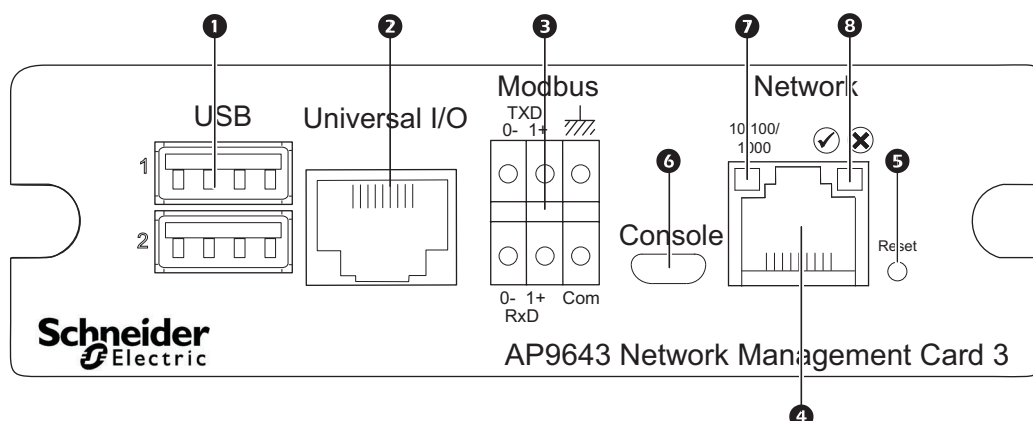 1 2 3 7 8
USB
Universal I/O
Modbus
TXD
0- 1+
Network
10/100/
1000
1
2
6
5
Console
Reset
0- 1+ Com
RxD
Schneider
Electric
AP9643 Network Management Card 3
4